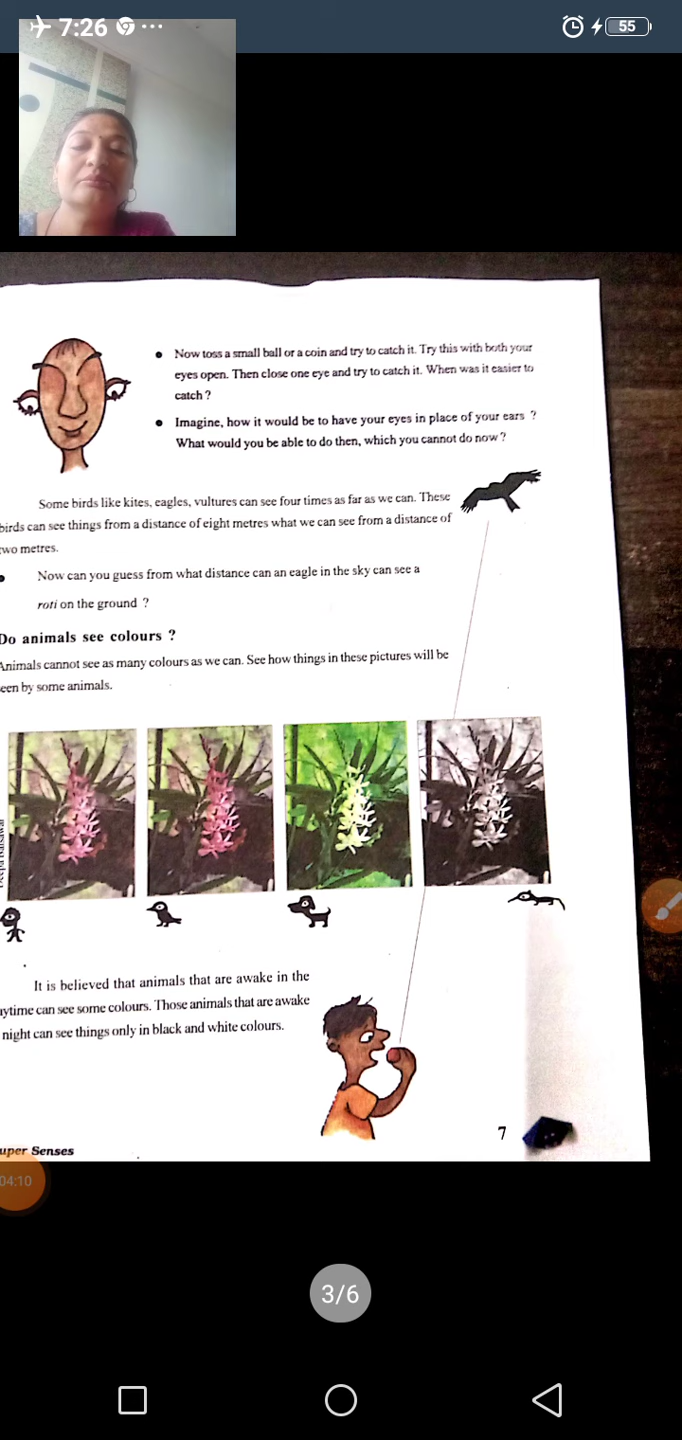 7:26
55
Now toss a small ball or a coin and try to catch it. Try this with both your
eyes open. Then close one eye and try to catch it. When was it easier to
catch ?
Imagine, how it would be to have your eyes in place of your ears ?
What would you be able to do then, which you cannot do now ?
Some birds like kites, eagles, vultures can see four times as far as we can. These
birds can see things from a distance of eight metres what we can see from a distance of
two metres.
Now can you guess from what distance can an eagle in the sky can see a
roti on the ground ?
Do animals see colours ?
Animals cannot see as many colours as we can. See how things in these pictures will be
een by some animals.
It is believed that animals that are awake in the
aytime can see some colours. Those animals that are awake
night can see things only in black and white colours.
7
uper Senses
04:10
3/6